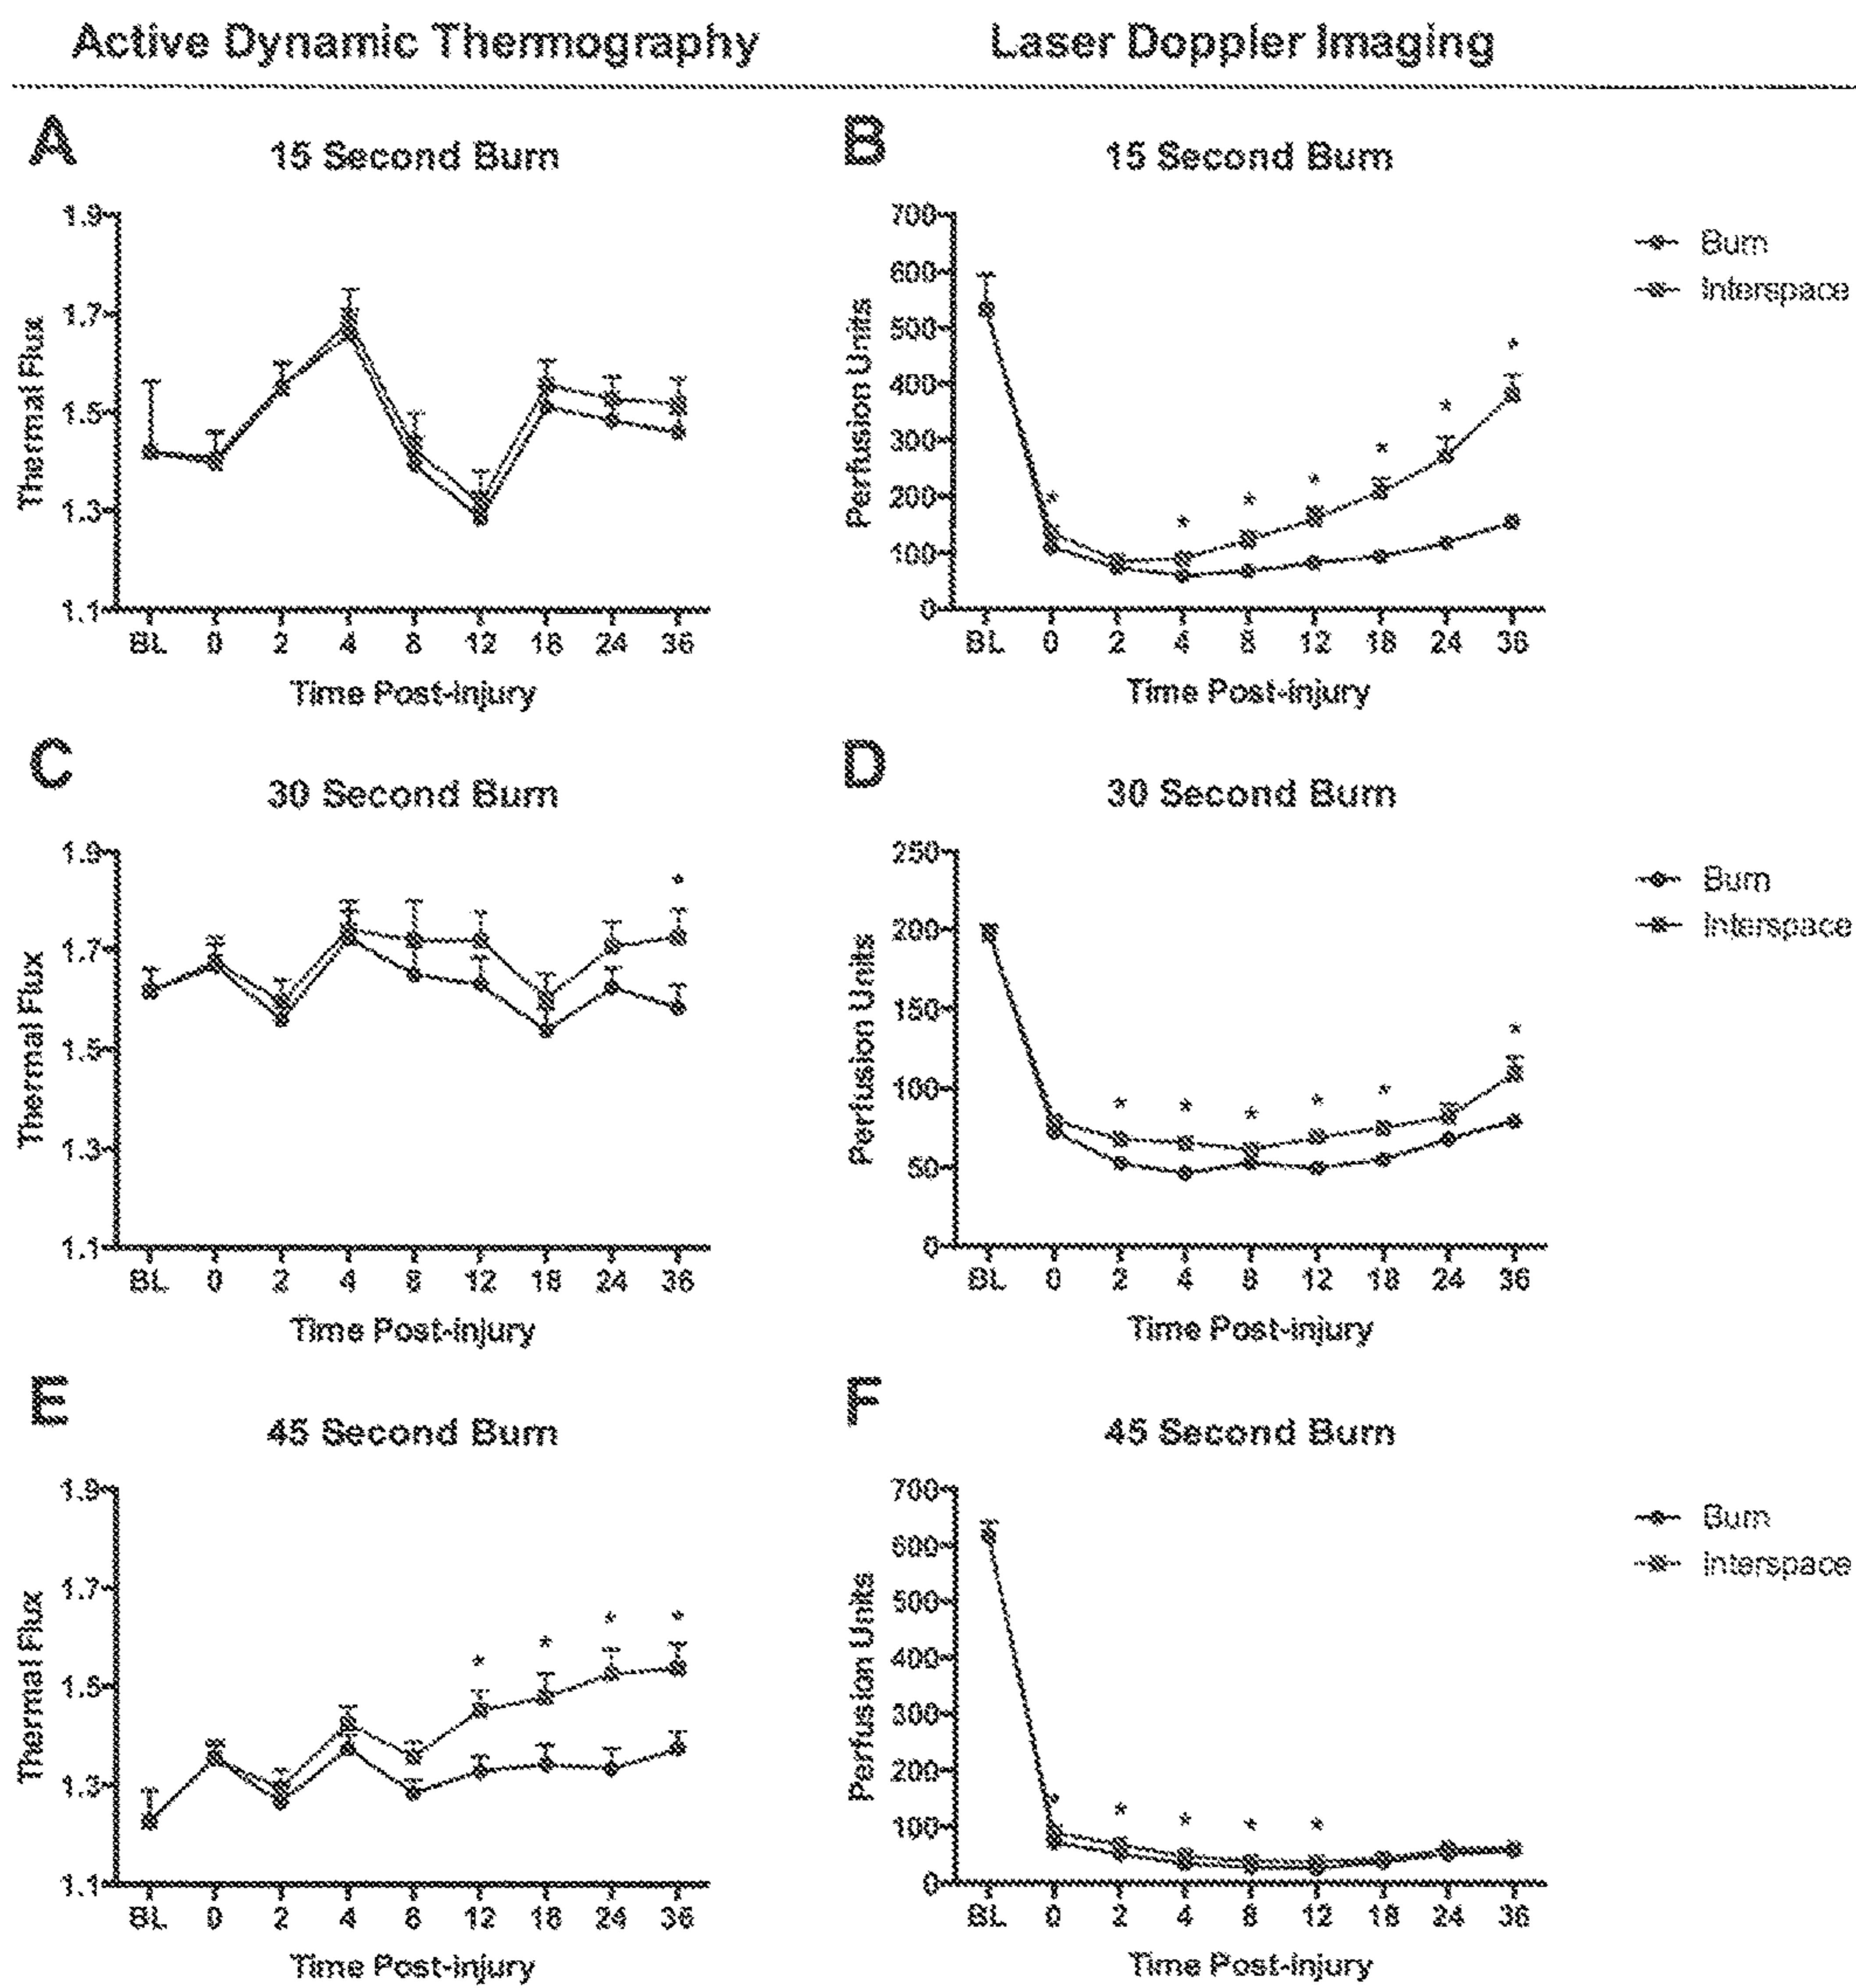 Active Dynamic Thermography
Laser Doppler Imaging
A
15 Second Burn
1.9
1.7
1.5
1.3
1.1
Thermal Flux
BL 0 2 4 8 12 18 24 36
Time Post-injury
B
15 Second Burn
700
600
500
400
300
200
100
0
Perfusion Units
* * * * * * *
BL 0 2 4 8 12 18 24 36
Time Post-injury
Burn
Interspace
C
30 Second Burn
1.9
1.7
1.5
1.3
1.1
Thermal Flux
*
BL 0 2 4 8 12 18 24 36
Time Post-injury
D
30 Second Burn
250
200
150
100
50
0
Perfusion Units
* * * * * *
BL 0 2 4 8 12 18 24 36
Time Post-injury
Burn
Interspace
E
45 Second Burn
1.9
1.7
1.5
1.3
1.1
Thermal Flux
* * * *
BL 0 2 4 8 12 18 24 36
Time Post-injury
F
45 Second Burn
700
600
500
400
300
200
100
0
Perfusion Units
* * * * *
BL 0 2 4 8 12 18 24 36
Time Post-injury
Burn
Interspace